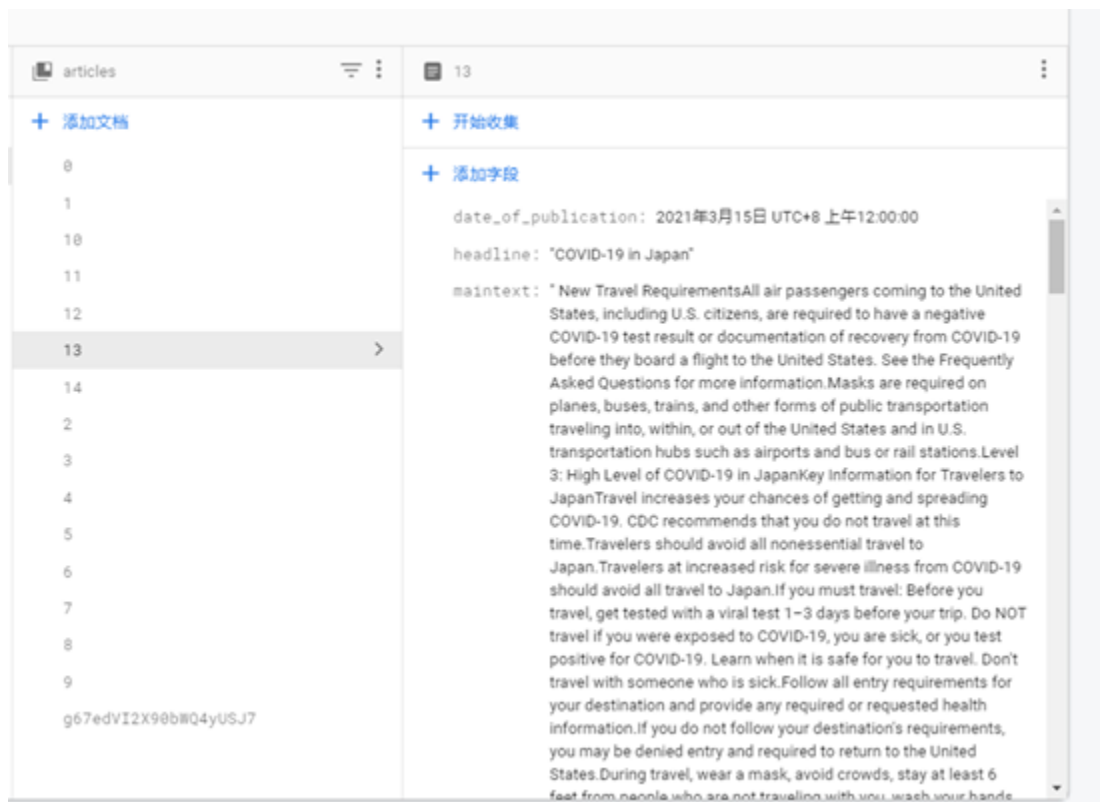 articles
添加文档
0
1
10
11
12
13
14
2
3
4
5
6
7
8
9
g67edVI2X90bWQ4yUSJ7
13
开始收集
添加字段
date_of_publication: 2021年3月15日 UTC+8 上午12:00:00
headline: "COVID-19 in Japan"
maintext: " New Travel RequirementsAll air passengers coming to the United
States, including U.S. citizens, are required to have a negative
COVID-19 test result or documentation of recovery from COVID-19
before they board a flight to the United States. See the Frequently
Asked Questions for more information.Masks are required on
planes, buses, trains, and other forms of public transportation
traveling into, within, or out of the United States and in U.S.
transportation hubs such as airports and bus or rail stations.Level
3: High Level of COVID-19 in JapanKey Information for Travelers to
JapanTravel increases your chances of getting and spreading
COVID-19. CDC recommends that you do not travel at this
time.Travelers should avoid all nonessential travel to
Japan.Travelers at increased risk for severe illness from COVID-19
should avoid all travel to Japan.If you must travel: Before you
travel, get tested with a viral test 1–3 days before your trip. Do NOT
travel if you were exposed to COVID-19, you are sick, or you test
positive for COVID-19. Learn when it is safe for you to travel. Don't
travel with someone who is sick.Follow all entry requirements for
your destination and provide any required or requested health
information.If you do not follow your destination's requirements,
you may be denied entry and required to return to the United
States.During travel, wear a mask, avoid crowds, stay at least 6
feet from people who are not traveling with you, wash your hands